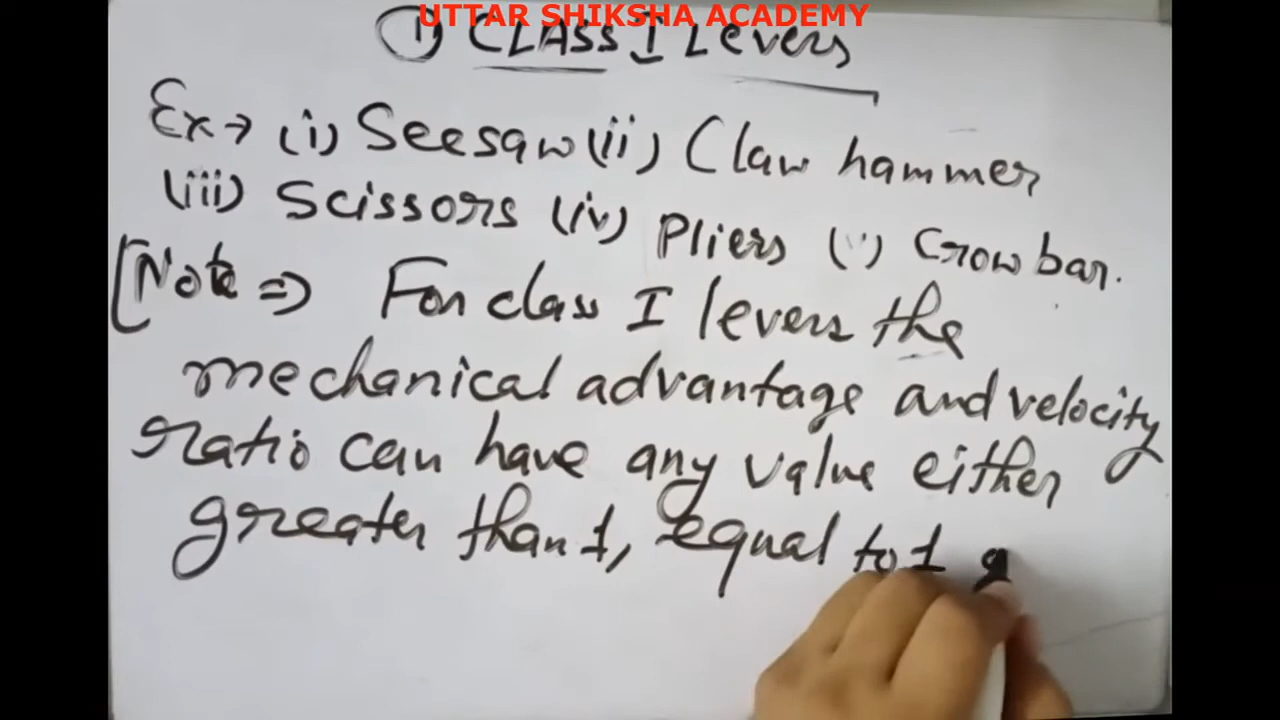 UTTAR SHIKSHA ACADEMY
1) CLASS I Levers
Ex→ (i) Seesaw (ii) Claw hammer
(iii) Scissors (iv) Pliers (v) Crow bar.
[Note ⇒ For class I levers the
mechanical advantage and velocity
ratio can have any value either
greater than 1, equal to 1